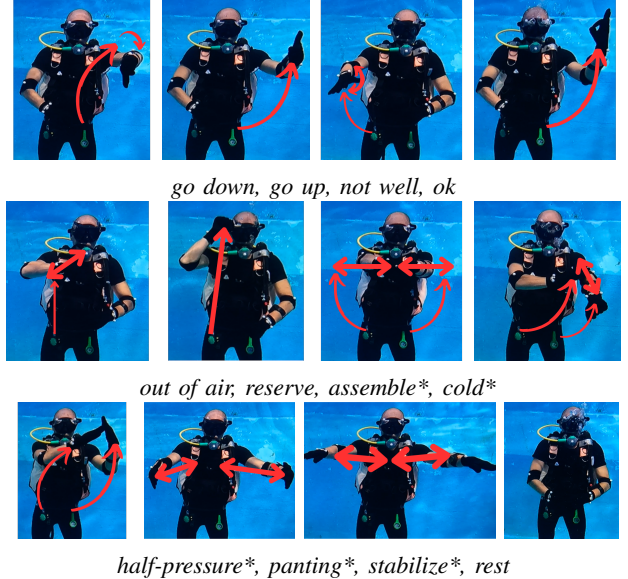 go down, go up, not well, ok
out of air, reserve, assemble*, cold*
half-pressure*, panting*, stabilize*, rest